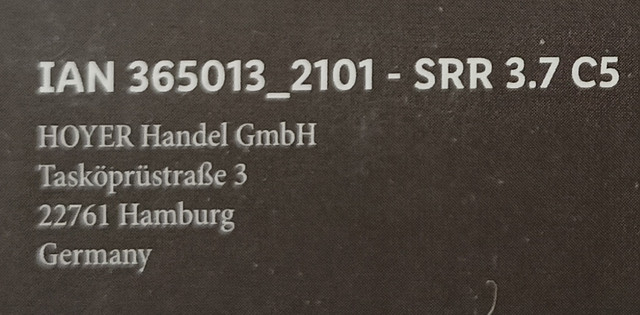 IAN 365013_2101 - SRR 3.7 C5
HOYER Handel GmbH
Tasköprüstraße 3
22761 Hamburg
Germany